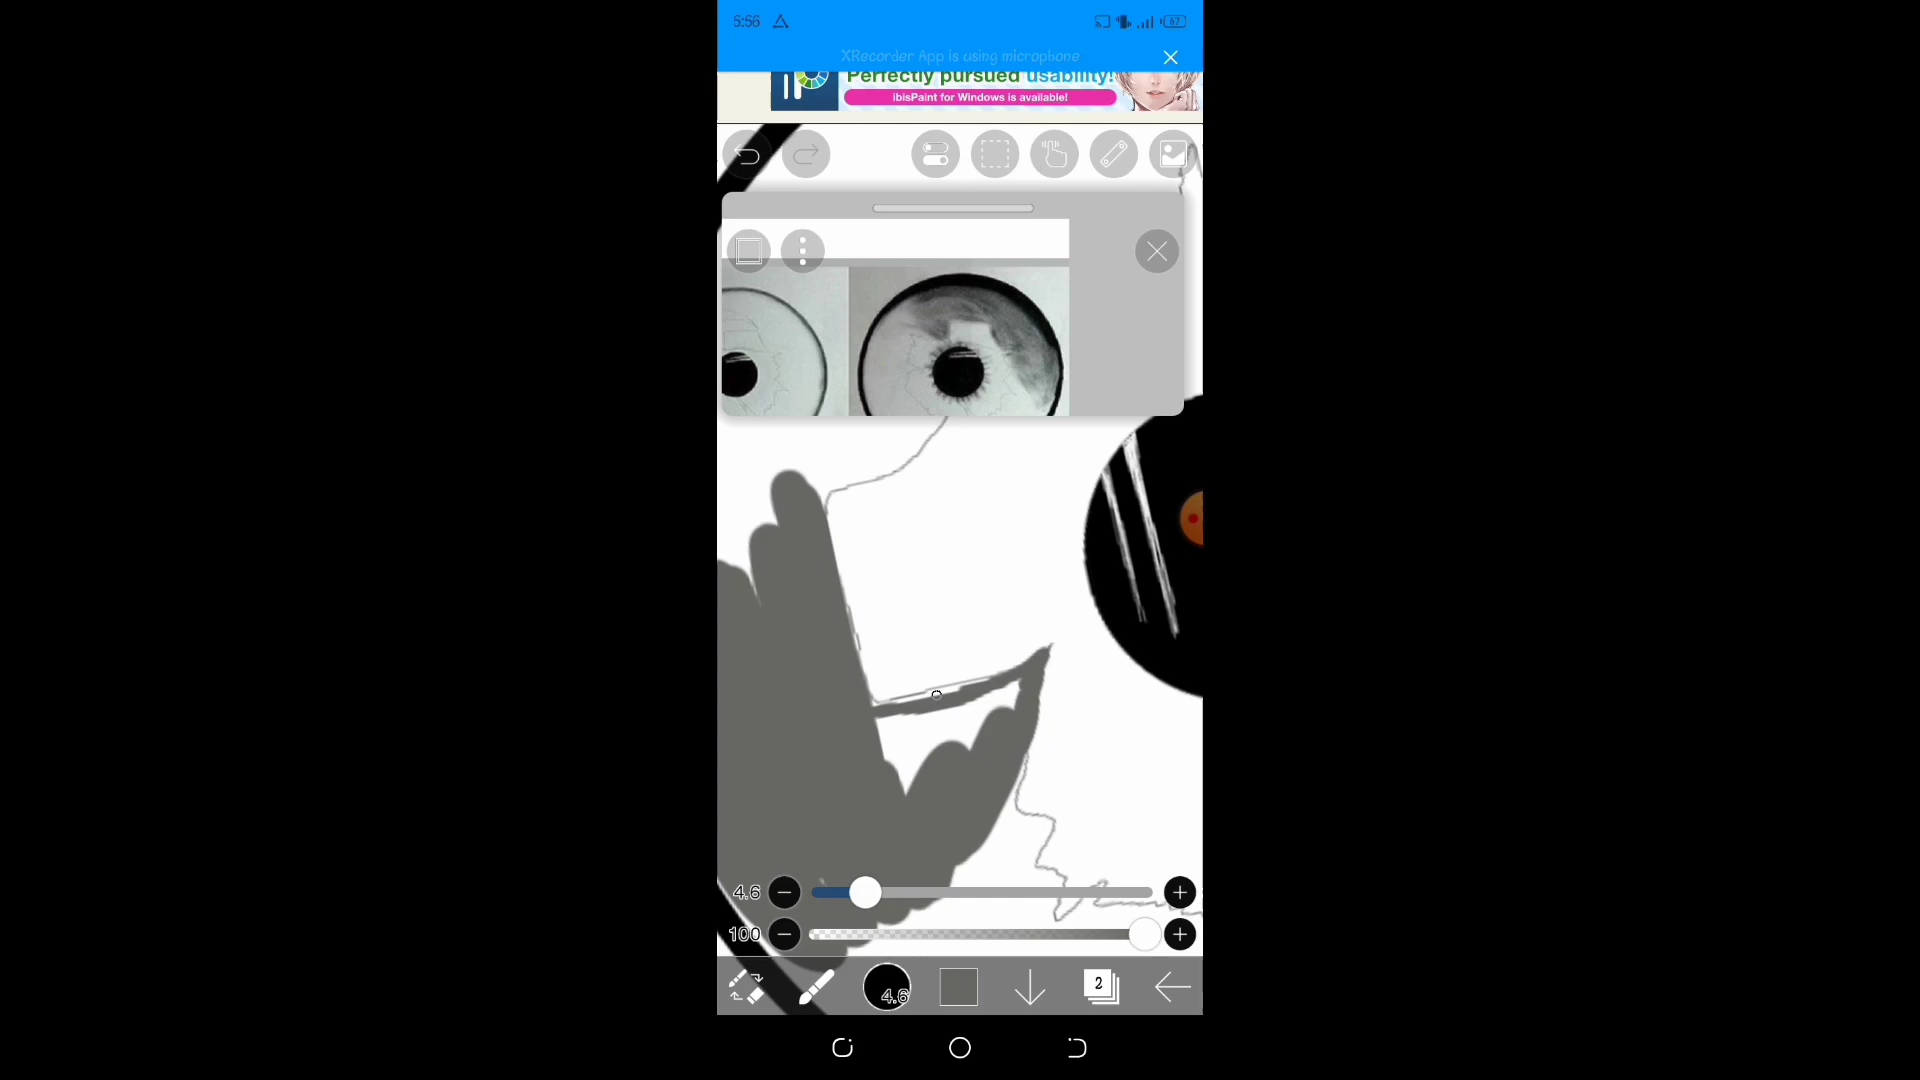 5:56
67
XRecorder App is using microphone
Perfectly pursued usability!
ibisPaint for Windows is available!
4.6
100
4.6
2